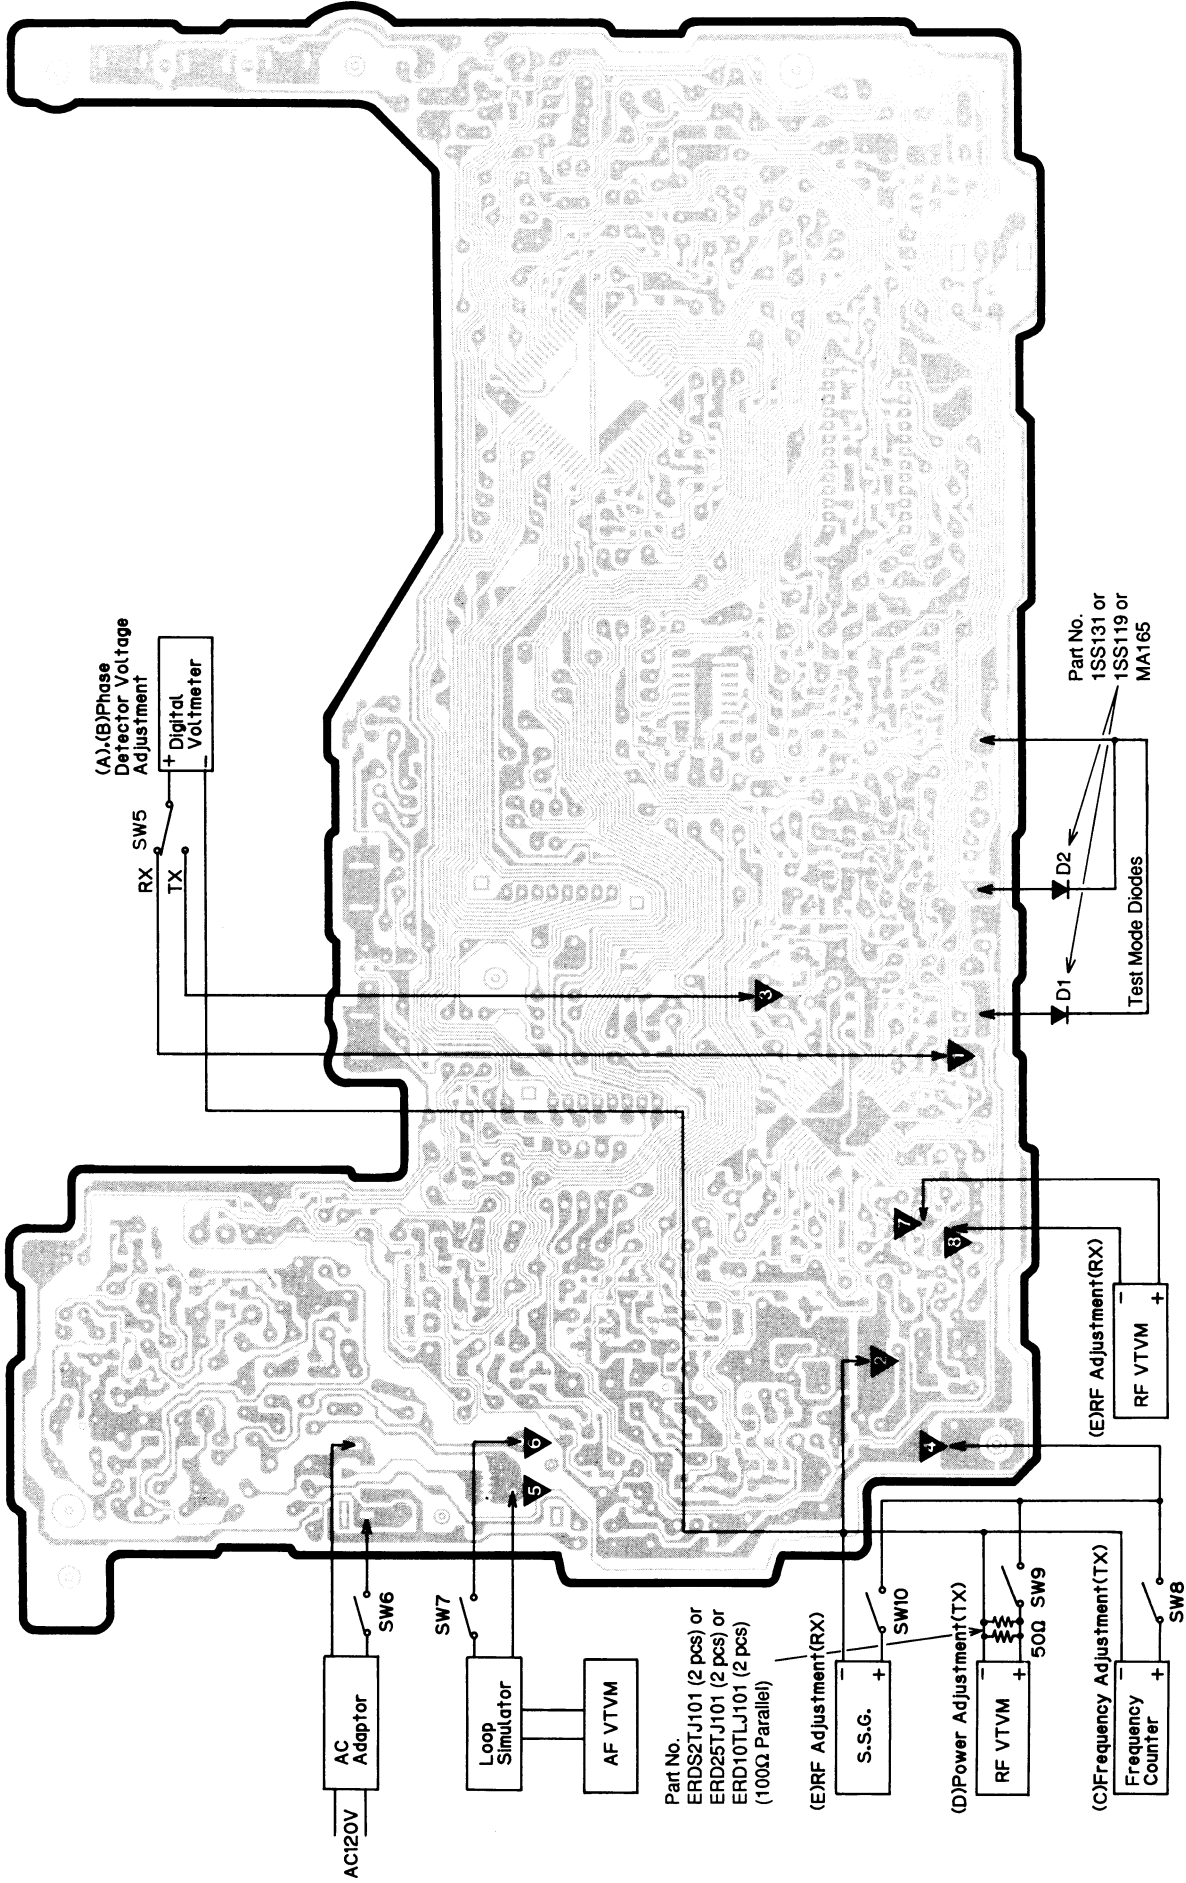 (A).(B)Phase
Detector Voltage
Adjustment
+
-
Digital
Voltmeter
SW5
RX
TX
3
1
Part No.
1SS131 or
1SS119 or
MA165
D2
D1
Test Mode Diodes
7
8
2
4
6
5
(E)RF Adjustment(RX)
-
+
RF VTVM
AC120V
AC
Adaptor
SW6
SW7
Loop
Simulator
AF VTVM
Part No.
ERDS2TJ101 (2 pcs) or
ERD25TJ101 (2 pcs) or
ERD10TLJ101 (2 pcs)
(100Ω Parallel)
(E)RF Adjustment(RX)
S.S.G.
-
+
SW10
(D)Power Adjustment(TX)
RF VTVM
-
+
50Ω
SW9
(C)Frequency Adjustment(TX)
Frequency
Counter
-
+
SW8